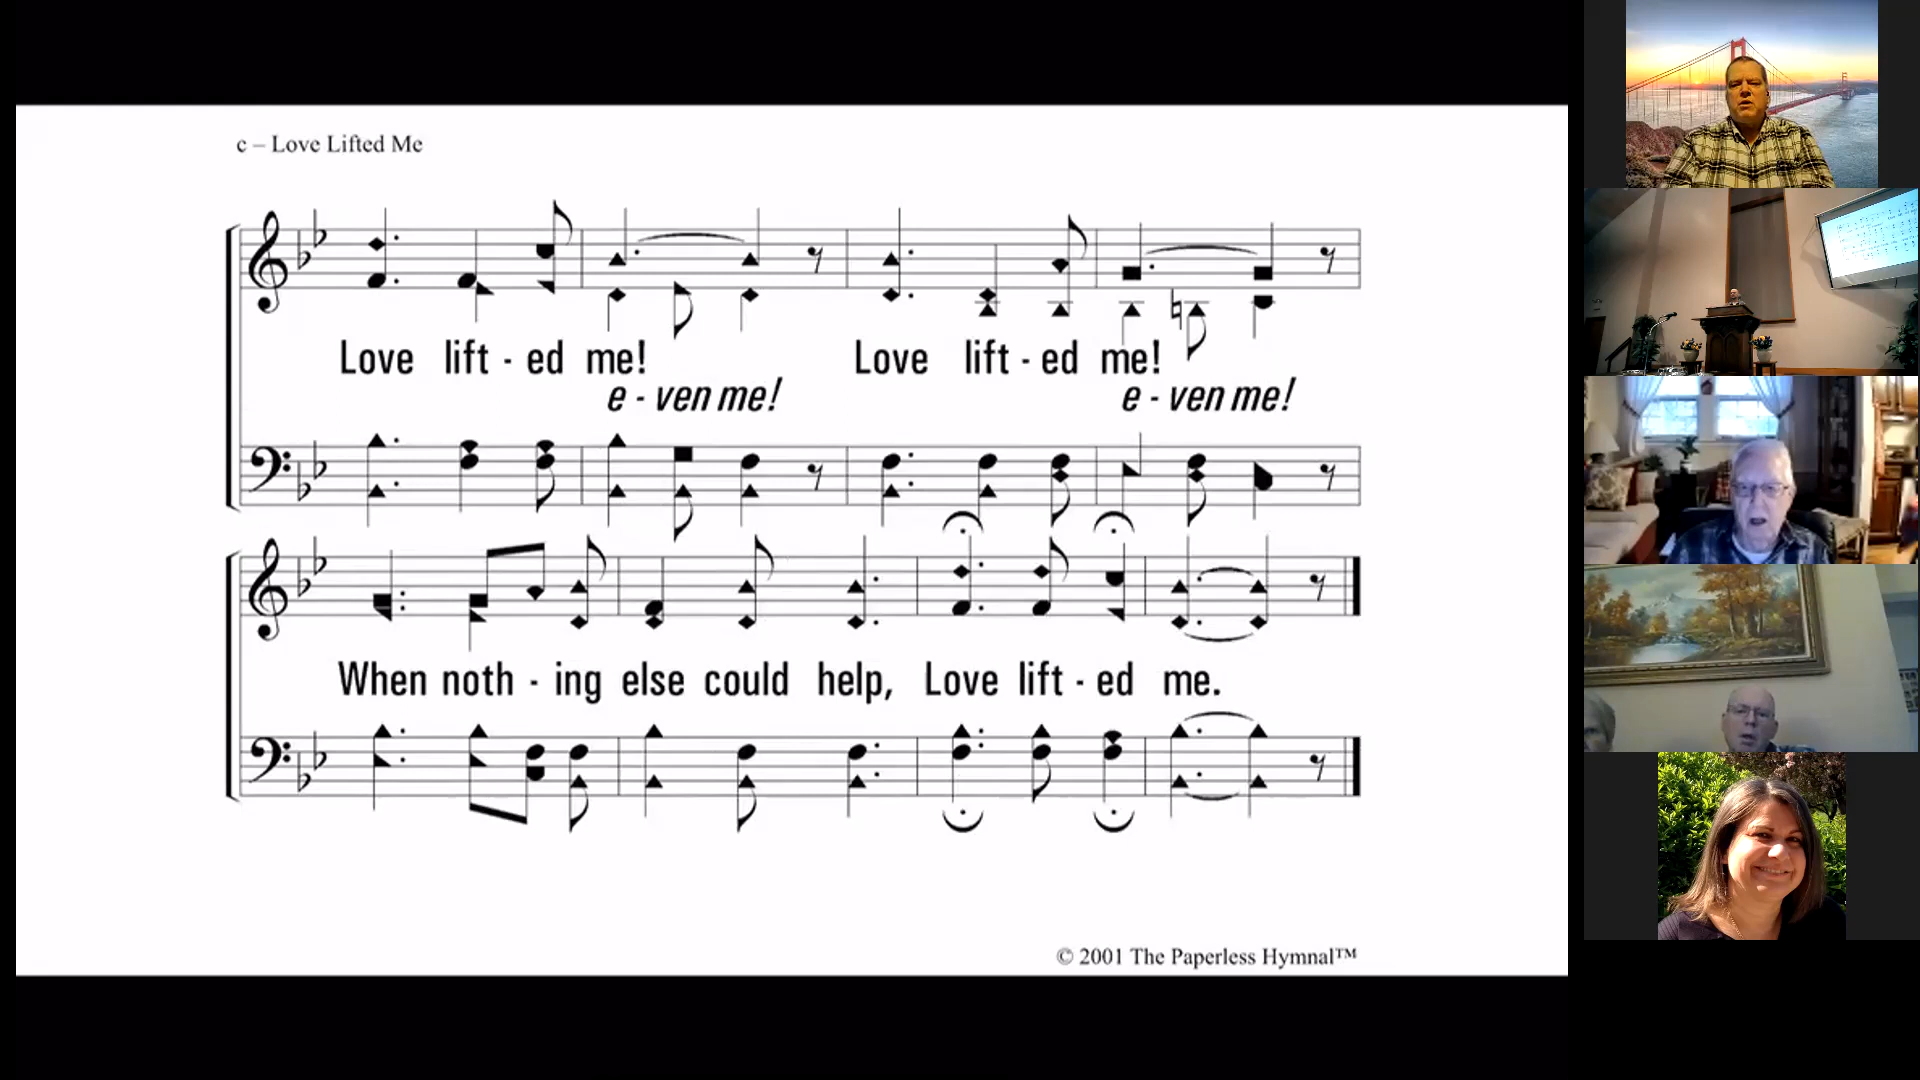 c – Love Lifted Me
Love lift - ed me! Love lift - ed me!
e - ven me! e - ven me!
When noth - ing else could help, Love lift - ed me.
© 2001 The Paperless Hymnal™